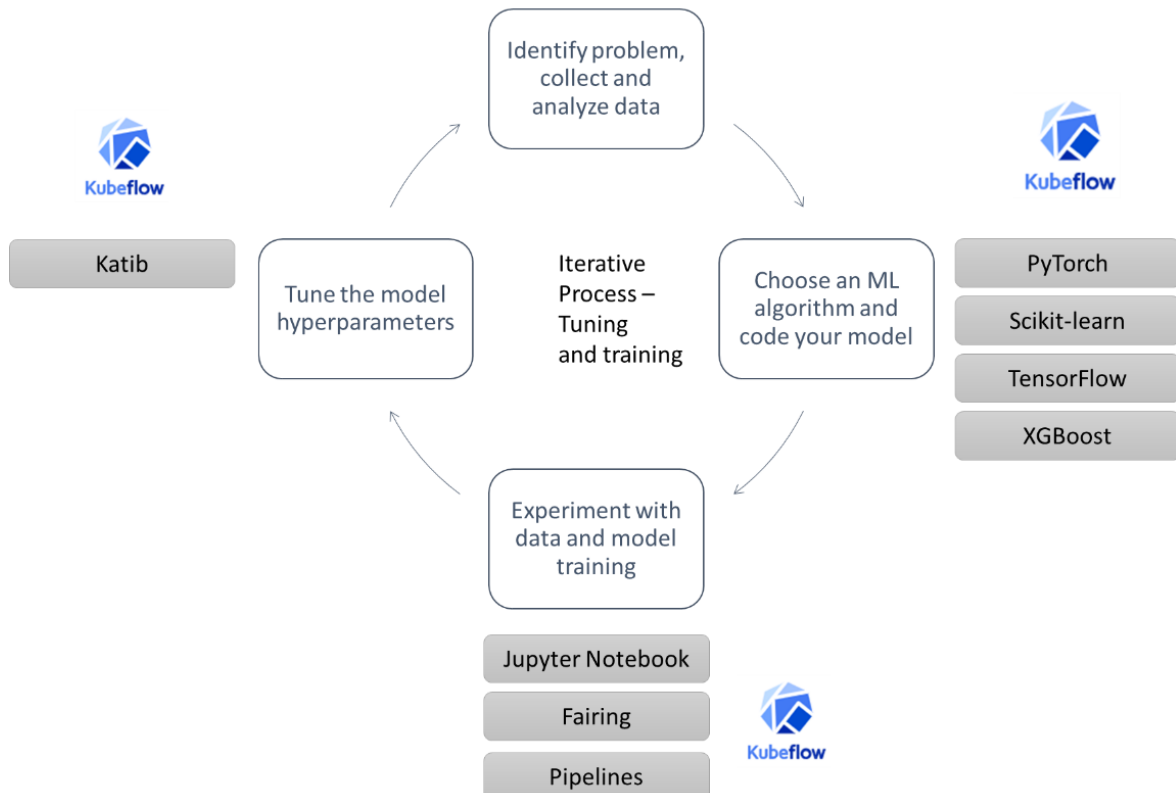 Identify problem,
collect and
analyze data
Kubeflow
Kubeflow
Katib
Tune the model
hyperparameters
Iterative
Process –
Tuning
and training
Choose an ML
algorithm and
code your model
PyTorch
Scikit-learn
TensorFlow
XGBoost
Experiment with
data and model
training
Jupyter Notebook
Fairing
Pipelines
Kubeflow